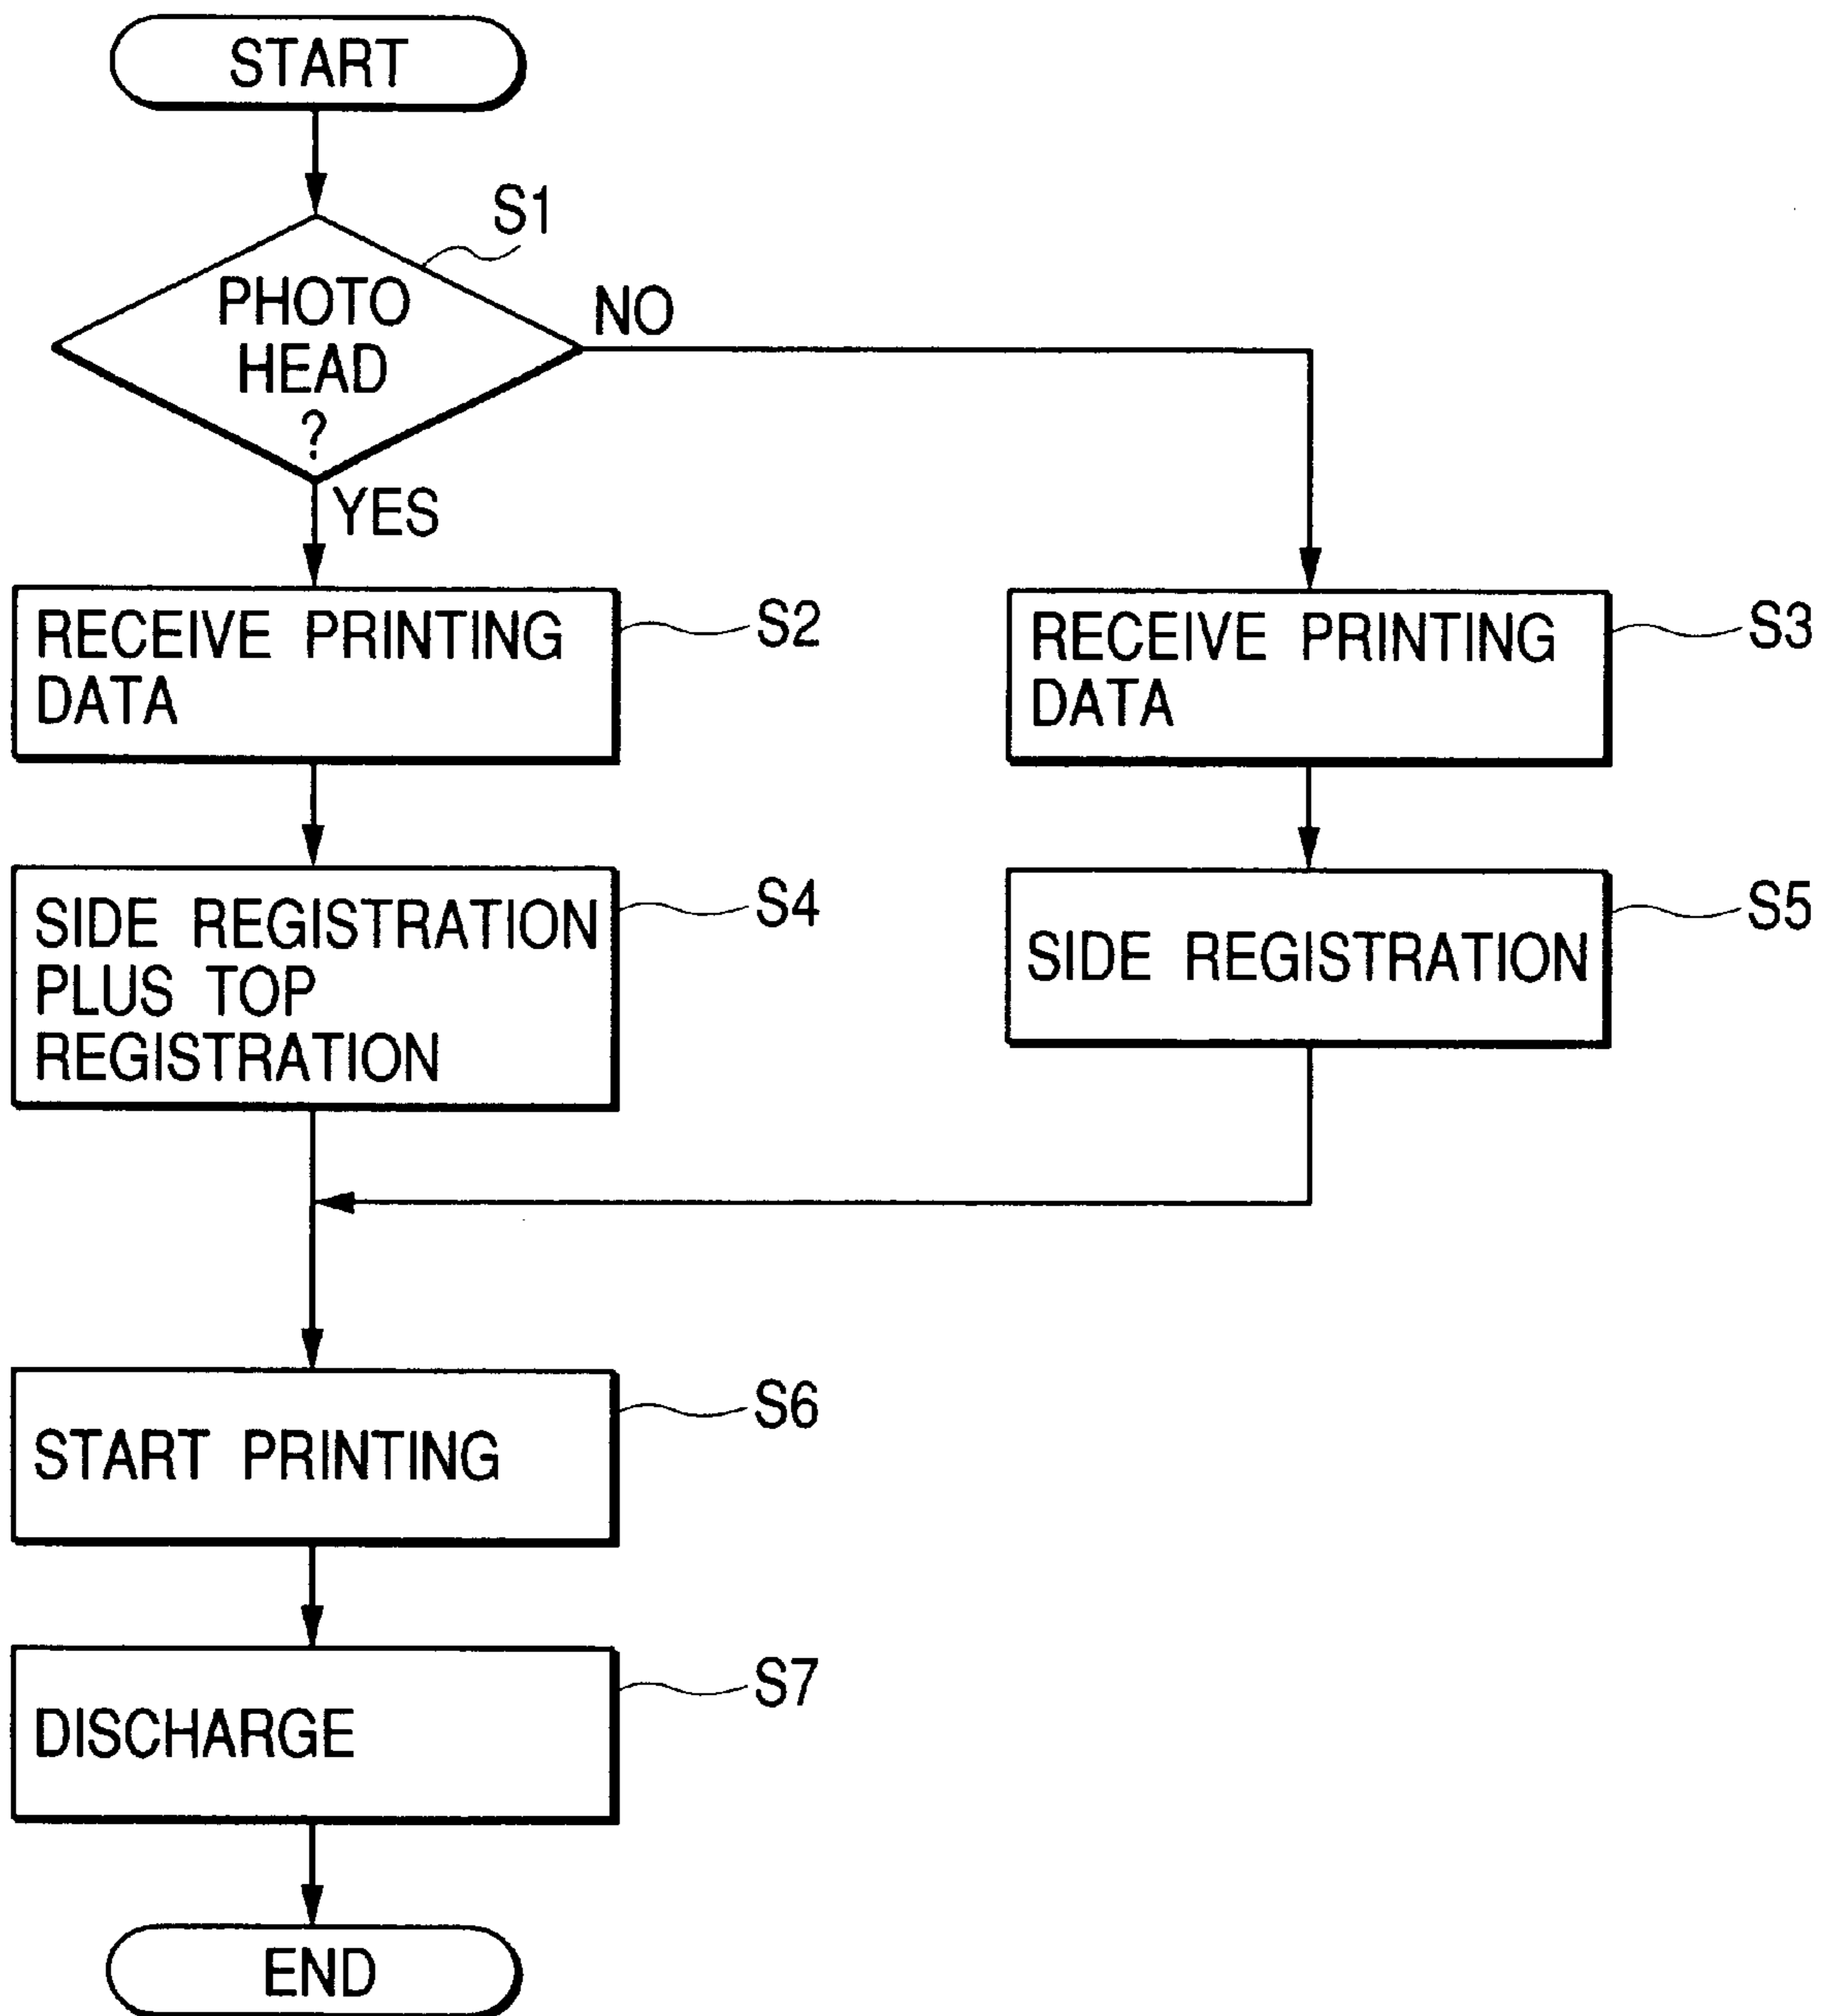 START
S1
PHOTO
HEAD
?
NO
YES
RECEIVE PRINTING
DATA
S2
RECEIVE PRINTING
DATA
S3
SIDE REGISTRATION
PLUS TOP
REGISTRATION
S4
SIDE REGISTRATION
S5
START PRINTING
S6
DISCHARGE
S7
END